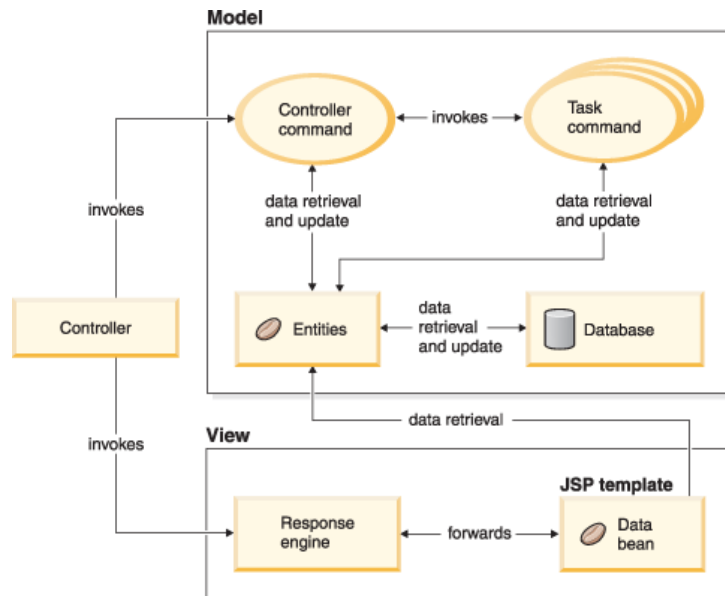 Model
Controller
command
invokes
Task
command
data retrieval
and update
data retrieval
and update
invokes
Controller
Entities
data
retrieval
and update
Database
data retrieval
invokes
View
JSP template
Response
engine
forwards
Data
bean